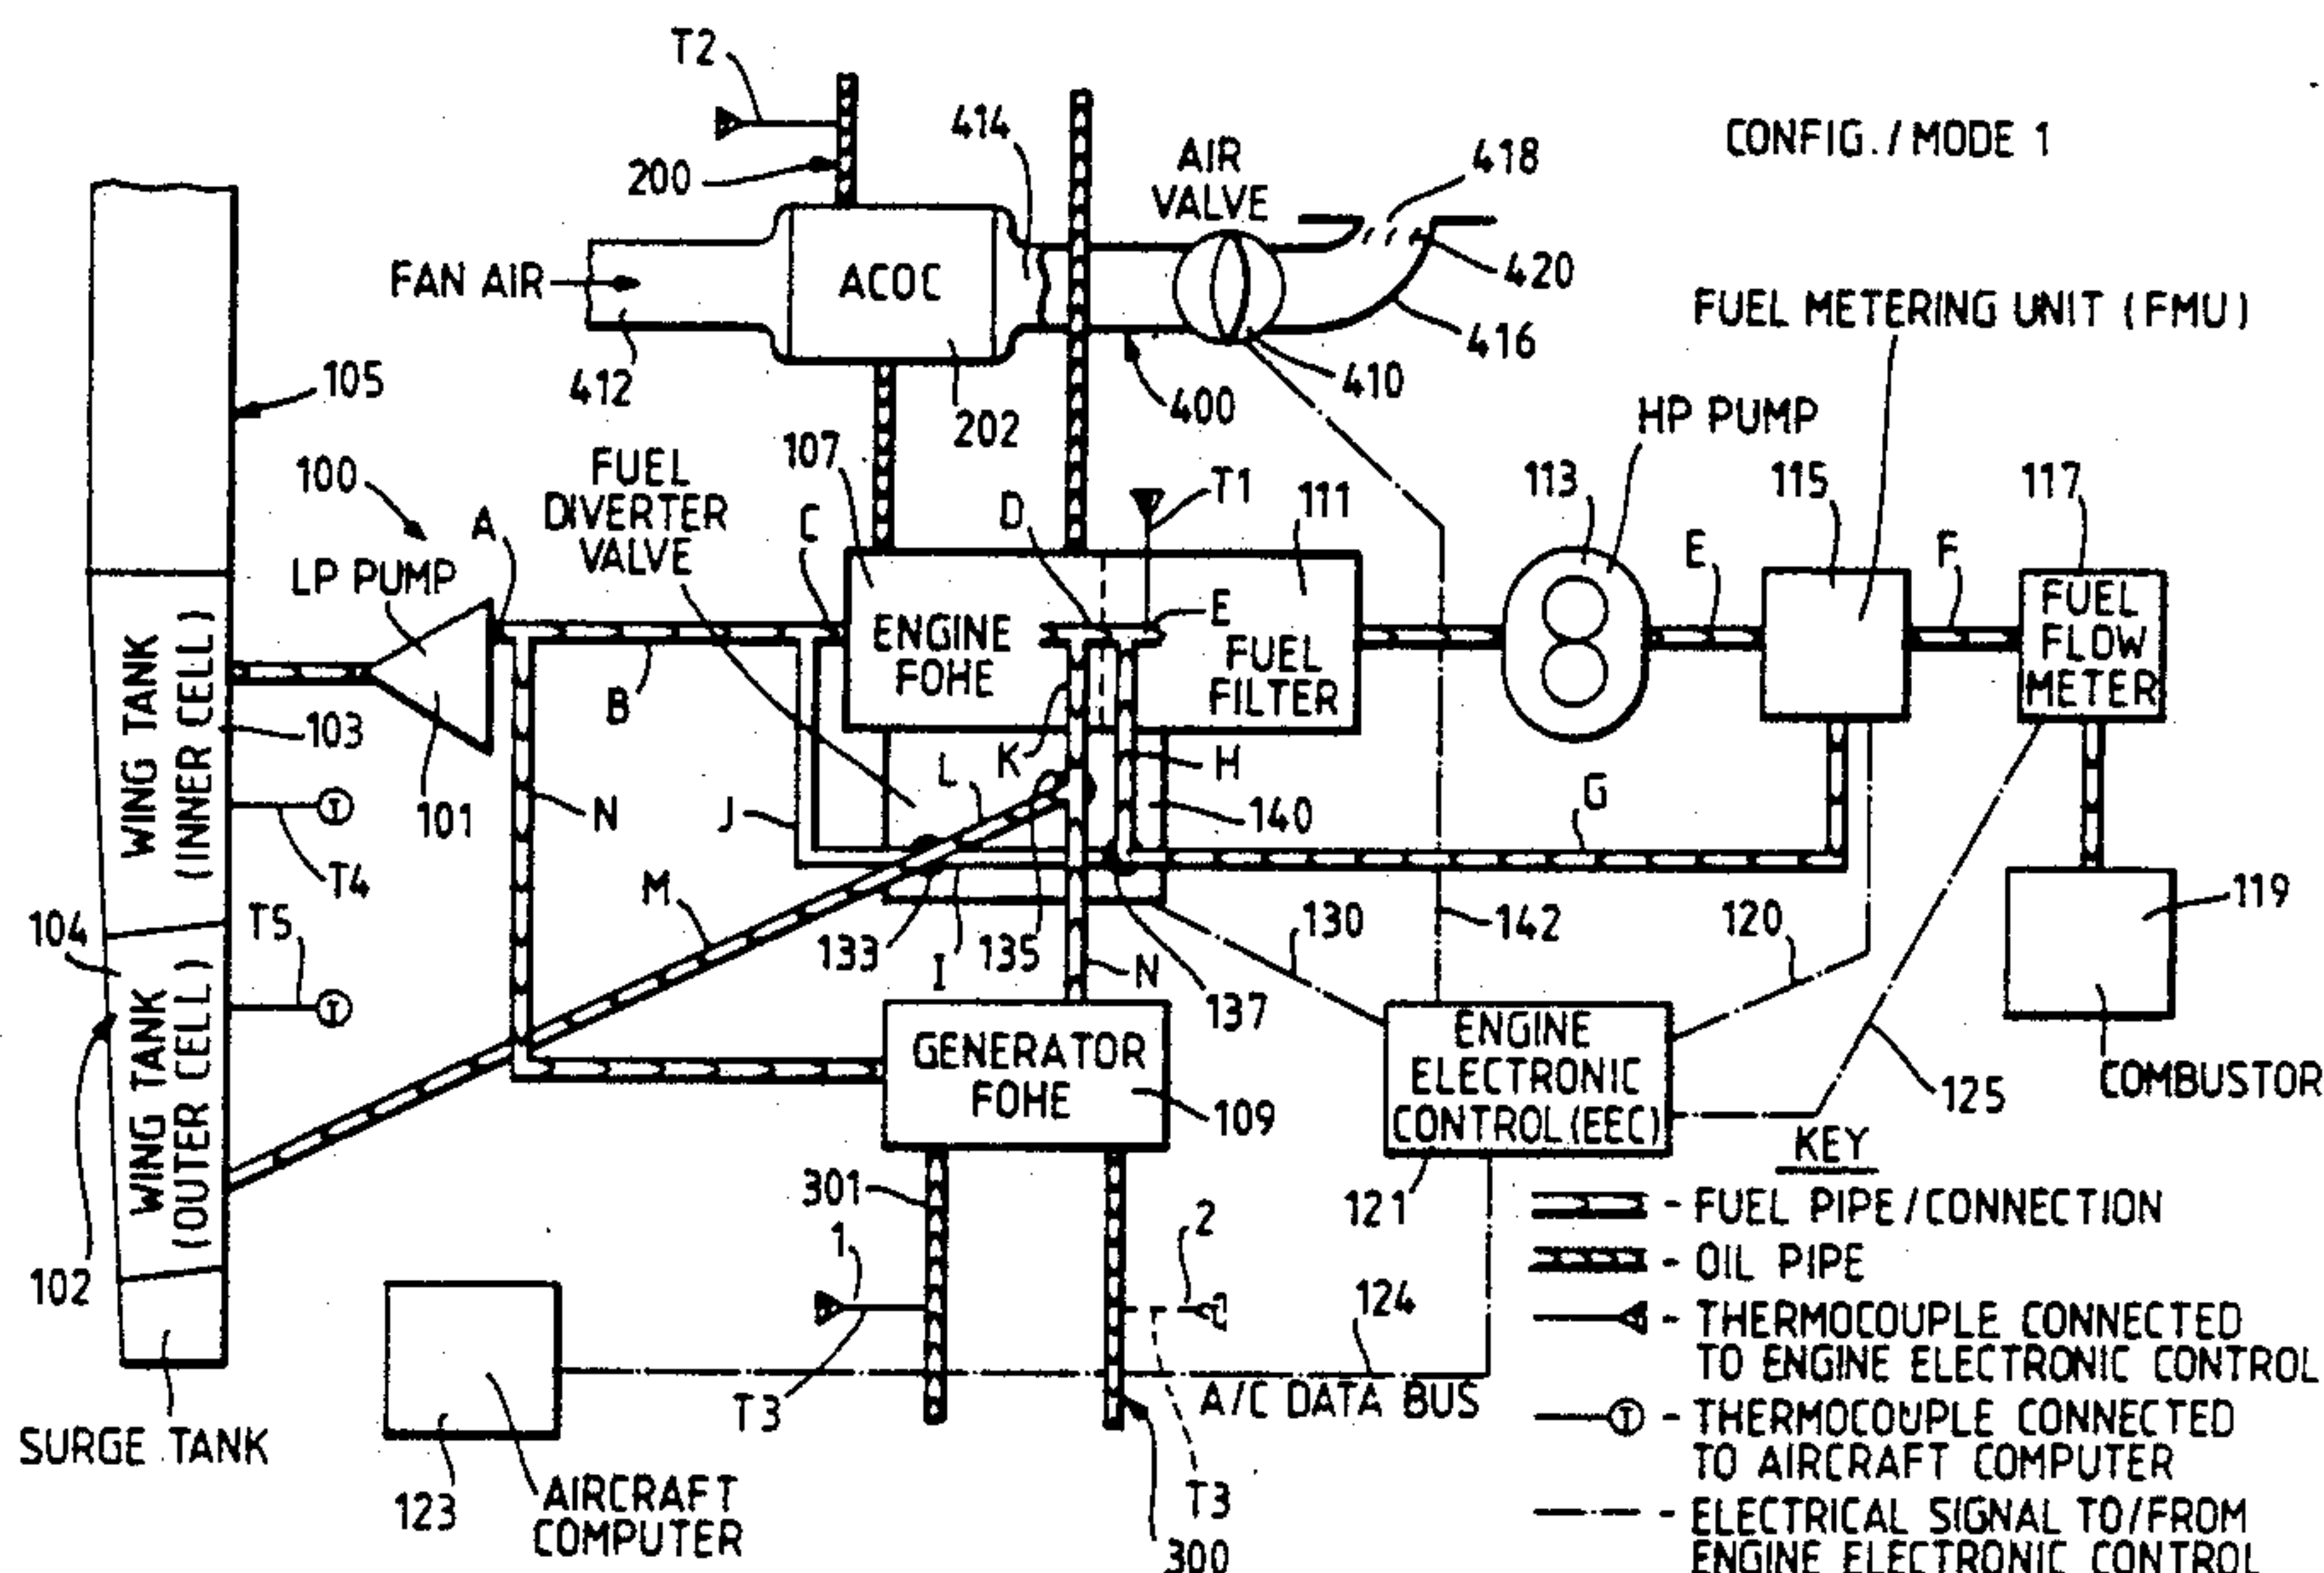 T2
414
CONFIG./MODE 1
AIR
VALVE
418
200
FAN AIR
ACOC
420
FUEL METERING UNIT (FMU)
416
105
412
202
400
410
HP PUMP
107
FUEL
DIVERTER
VALVE
100
A
C
D
T1
111
113
115
117
LP PUMP
E
F
B
ENGINE
FOHE
E
FUEL
FILTER
FUEL
FLOW
METER
WING TANK
(INNER CELL)
103
101
N
J
L
K
H
140
G
T4
M
104
T5
133
I
135
N
137
130
142
120
119
WING TANK
(OUTER CELL)
GENERATOR
FOHE
109
ENGINE
ELECTRONIC
CONTROL(EEC)
125
COMBUSTOR
102
301
1
2
121
KEY
- FUEL PIPE/CONNECTION
- OIL PIPE
124
- THERMOCOUPLE CONNECTED
TO ENGINE ELECTRONIC CONTROL
T3
A/C DATA BUS
T - THERMOCOUPLE CONNECTED
TO AIRCRAFT COMPUTER
SURGE TANK
123
AIRCRAFT
COMPUTER
T3
300
- ELECTRICAL SIGNAL TO/FROM
ENGINE ELECTRONIC CONTROL
T
T